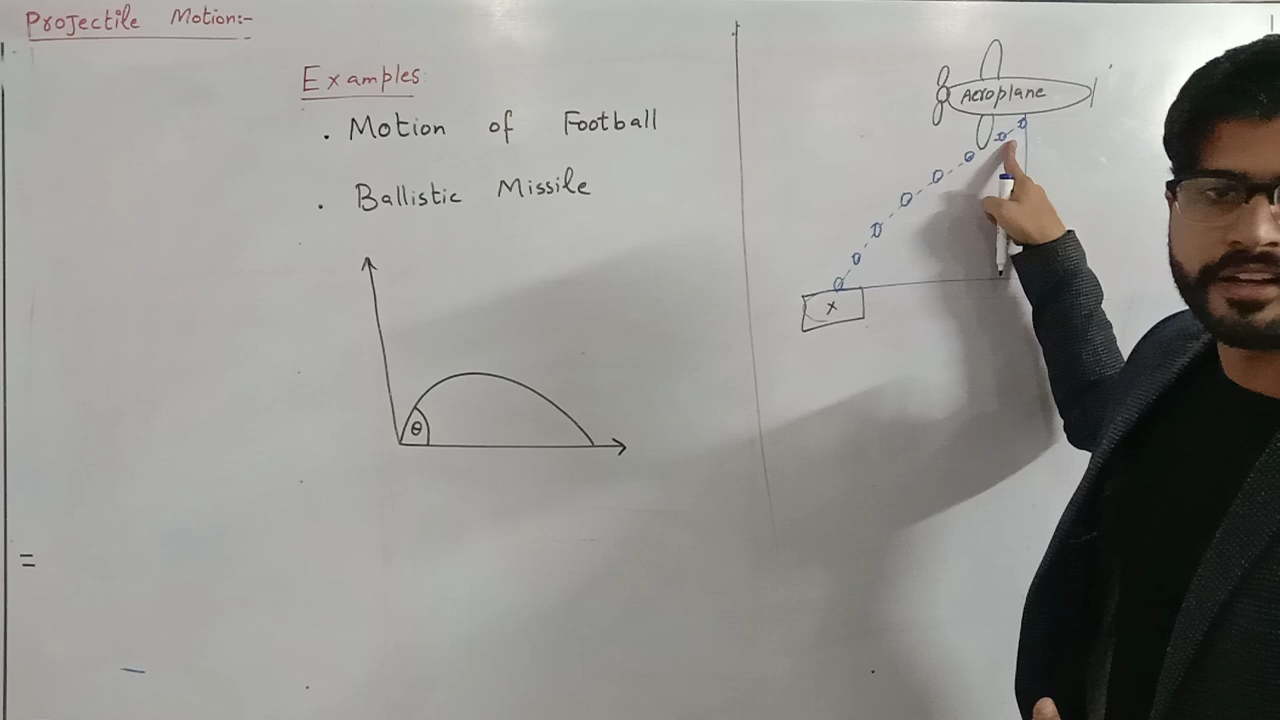 Projectile Motion:-
Examples
. Motion of Football
. Ballistic Missile
θ
Aeroplane
x
=